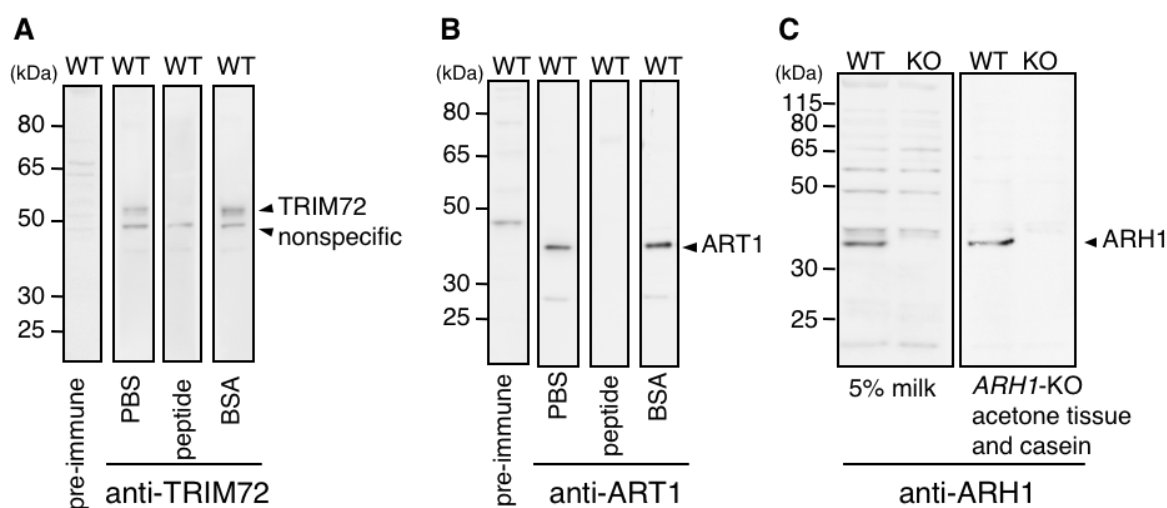 A
(kDa) WT WT WT WT
80
65
50
30
25
TRIM72
nonspecific
pre-immune
PBS
peptide
BSA
anti-TRIM72
B
(kDa) WT WT WT WT
80
65
50
30
25
ART1
pre-immune
PBS
peptide
BSA
anti-ART1
C
(kDa) WT KO WT KO
115
80
65
50
30
25
ARH1
5% milk
ARH1-KO
acetone tissue
and casein
anti-ARH1